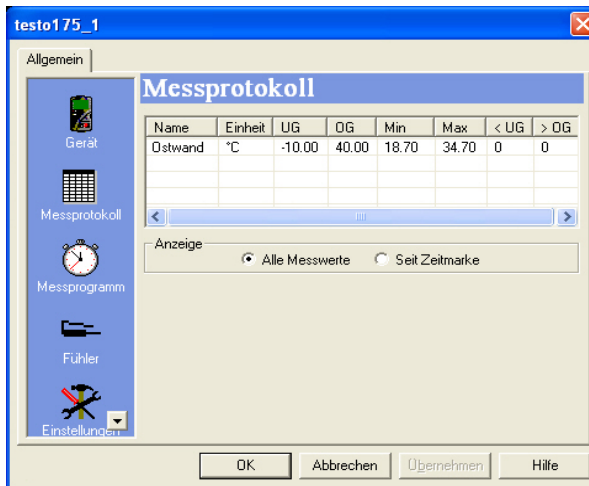 testo175_1
Allgemein
Gerät
Messprotokoll
Messprogramm
Fühler
Einstellungen
Messprotokoll
Name Einheit UG OG Min Max < UG > OG
Ostwand °C -10.00 40.00 18.70 34.70 0 0
Anzeige
Alle Messwerte Seit Zeitmarke
OK Abbrechen Übernehmen Hilfe